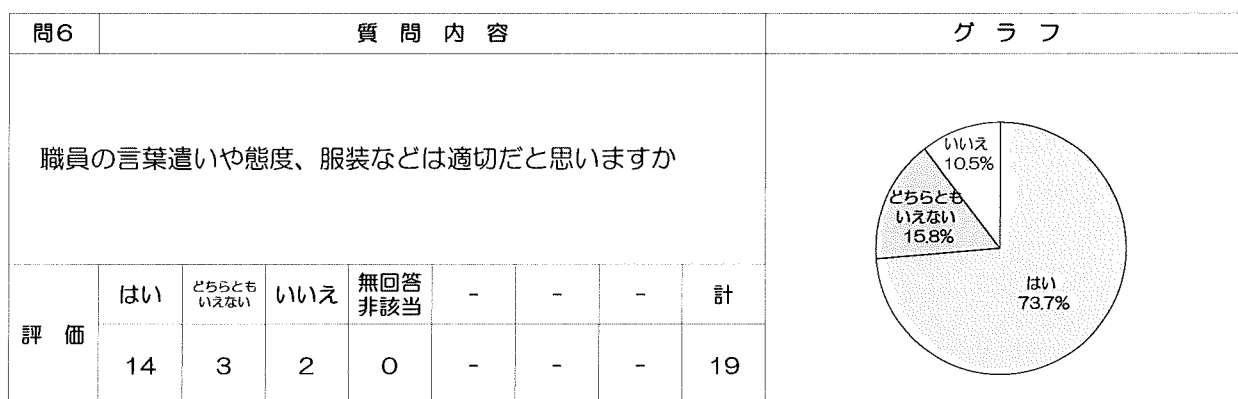 問6 質問内容 グラフ
職員の言葉遣いや態度、服装などは適切だと思いますか
いいえ
10.5%
どちらとも
いえない
15.8%
はい
73.7%
評価
はい どちらとも いえない いいえ 無回答 非該当 - - - 計
14 3 2 0 - - - 19